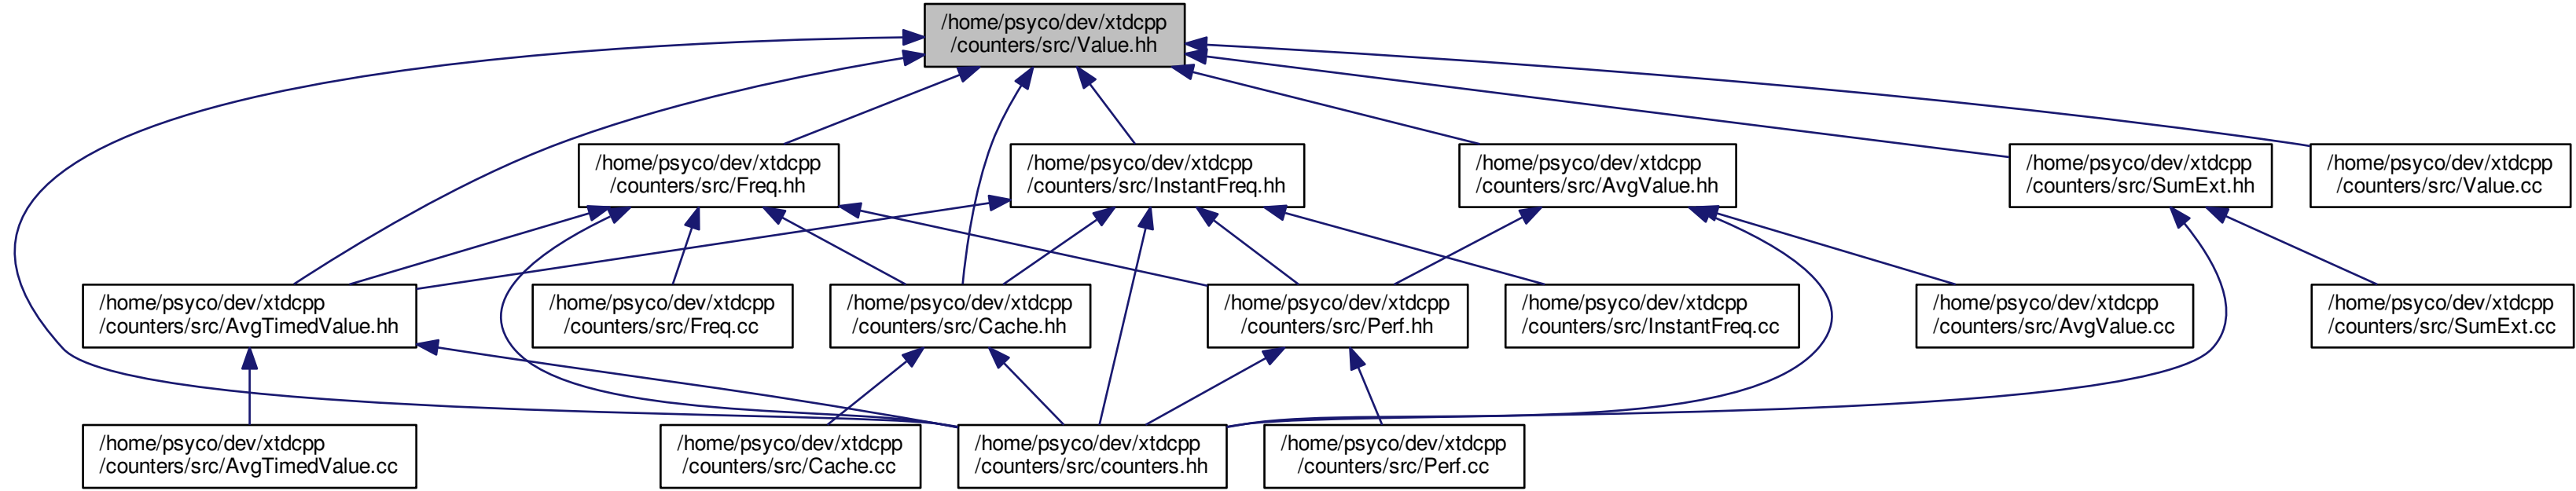 /home/psyco/dev/xtdcpp
/counters/src/Value.hh
/home/psyco/dev/xtdcpp
/counters/src/Freq.hh
/home/psyco/dev/xtdcpp
/counters/src/InstantFreq.hh
/home/psyco/dev/xtdcpp
/counters/src/AvgValue.hh
/home/psyco/dev/xtdcpp
/counters/src/SumExt.hh
/home/psyco/dev/xtdcpp
/counters/src/Value.cc
/home/psyco/dev/xtdcpp
/counters/src/AvgTimedValue.hh
/home/psyco/dev/xtdcpp
/counters/src/Freq.cc
/home/psyco/dev/xtdcpp
/counters/src/Cache.hh
/home/psyco/dev/xtdcpp
/counters/src/Perf.hh
/home/psyco/dev/xtdcpp
/counters/src/InstantFreq.cc
/home/psyco/dev/xtdcpp
/counters/src/AvgValue.cc
/home/psyco/dev/xtdcpp
/counters/src/SumExt.cc
/home/psyco/dev/xtdcpp
/counters/src/AvgTimedValue.cc
/home/psyco/dev/xtdcpp
/counters/src/Cache.cc
/home/psyco/dev/xtdcpp
/counters/src/counters.hh
/home/psyco/dev/xtdcpp
/counters/src/Perf.cc